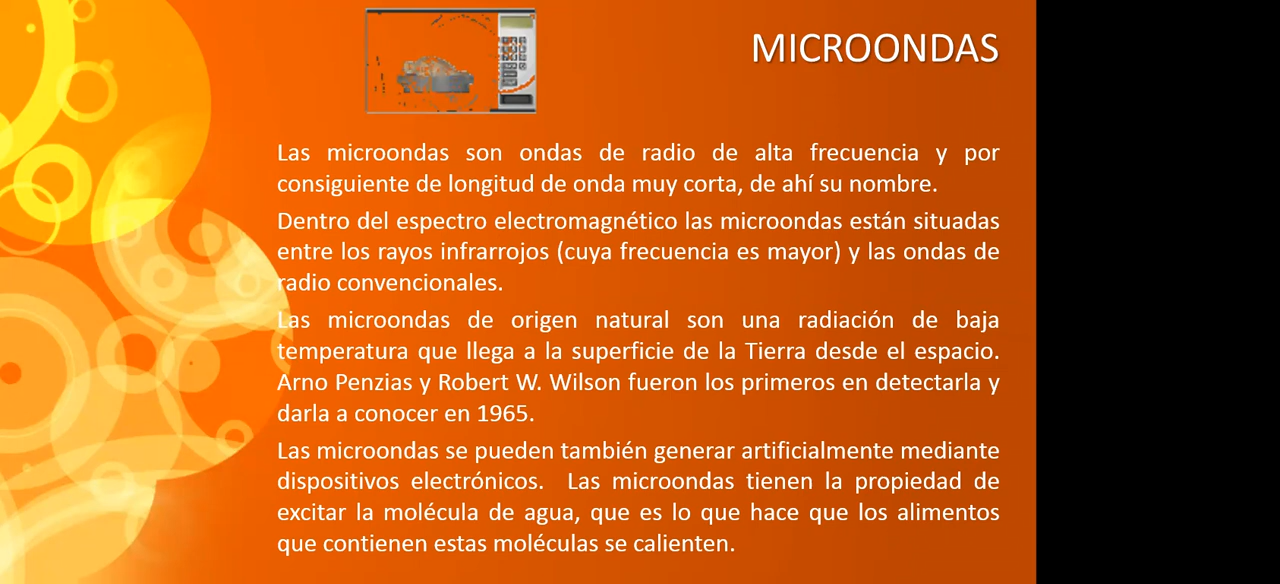 MICROONDAS
Las microondas son ondas de radio de alta frecuencia y por
consiguiente de longitud de onda muy corta, de ahí su nombre.
Dentro del espectro electromagnético las microondas están situadas
entre los rayos infrarrojos (cuya frecuencia es mayor) y las ondas de
radio convencionales.
Las microondas de origen natural son una radiación de baja
temperatura que llega a la superficie de la Tierra desde el espacio.
Arno Penzias y Robert W. Wilson fueron los primeros en detectarla y
darla a conocer en 1965.
Las microondas se pueden también generar artificialmente mediante
dispositivos electrónicos.  Las microondas tienen la propiedad de
excitar la molécula de agua, que es lo que hace que los alimentos
que contienen estas moléculas se calienten.